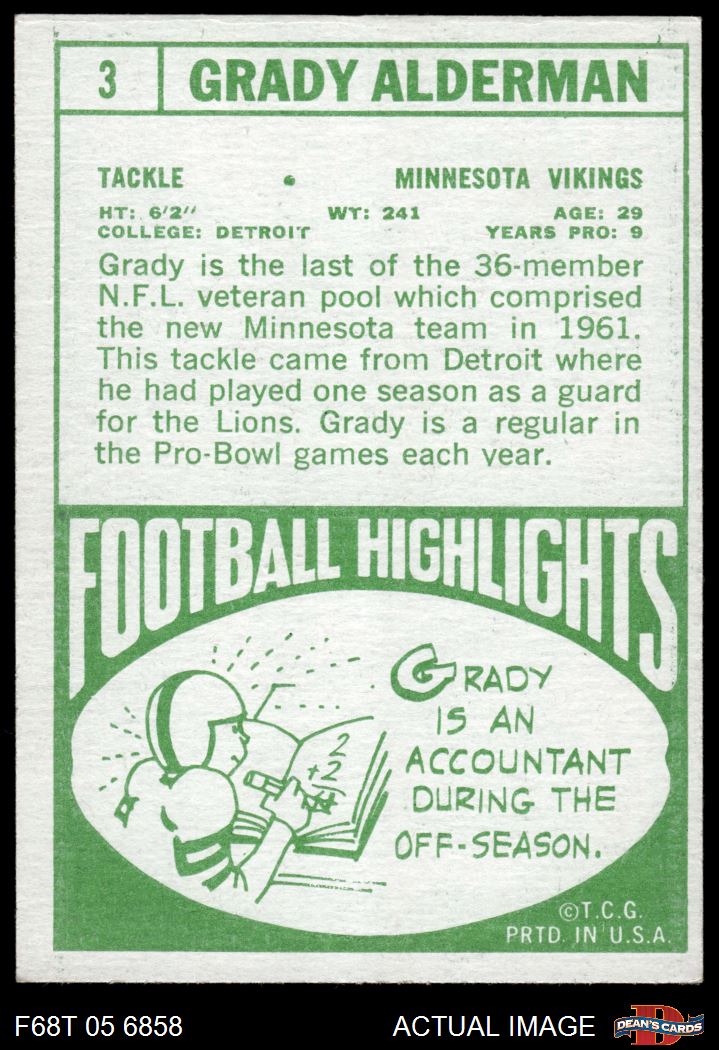 3 GRADY ALDERMAN
TACKLE • MINNESOTA VIKINGS
HT: 6'2" WT: 241 AGE: 29
COLLEGE: DETROIT YEARS PRO: 9
Grady is the last of the 36-member
N.F.L. veteran pool which comprised
the new Minnesota team in 1961.
This tackle came from Detroit where
he had played one season as a guard
for the Lions. Grady is a regular in
the Pro-Bowl games each year.
FOOTBALL HIGHLIGHTS
2
+2
GRADY
IS AN
ACCOUNTANT
DURING THE
OFF-SEASON.
©T.C.G.
PRTD. IN U.S.A.
F68T 05 6858 ACTUAL IMAGE D DEAN'S CARDS